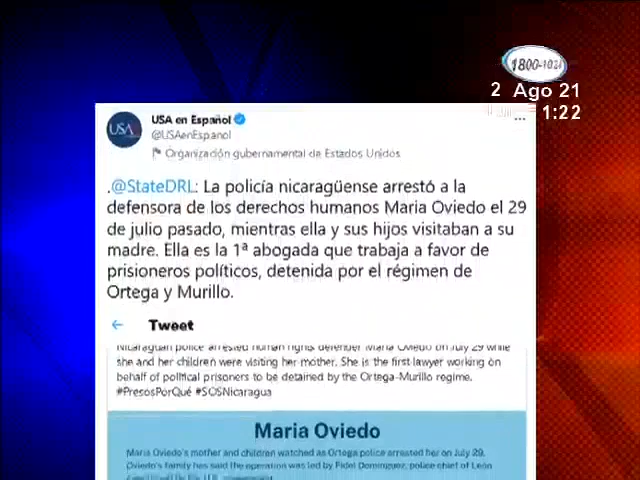 1800-1021
2 Ago 21
1:22
USA
USA en Español
@USAenEspanol
Organización gubernamental de Estados Unidos
.@StateDRL: La policía nicaragüense arrestó a la
defensora de los derechos humanos Maria Oviedo el 29
de julio pasado, mientras ella y sus hijos visitaban a su
madre. Ella es la 1ª abogada que trabaja a favor de
prisioneros políticos, detenida por el régimen de
Ortega y Murillo.
Tweet
Nicaraguan police arrested human rights defender Maria Oviedo on July 29 while
she and her children were visiting her mother. She is the first lawyer working on
behalf of political prisoners to be detained by the Ortega-Murillo regime.
#PresosPorQué #SOSNicaragua
Maria Oviedo
Maria Oviedo's mother and children watched as Ortega police arrested her on July 29.
Oviedo's family has said the operation was led by Fidel Dominguez, police chief of León